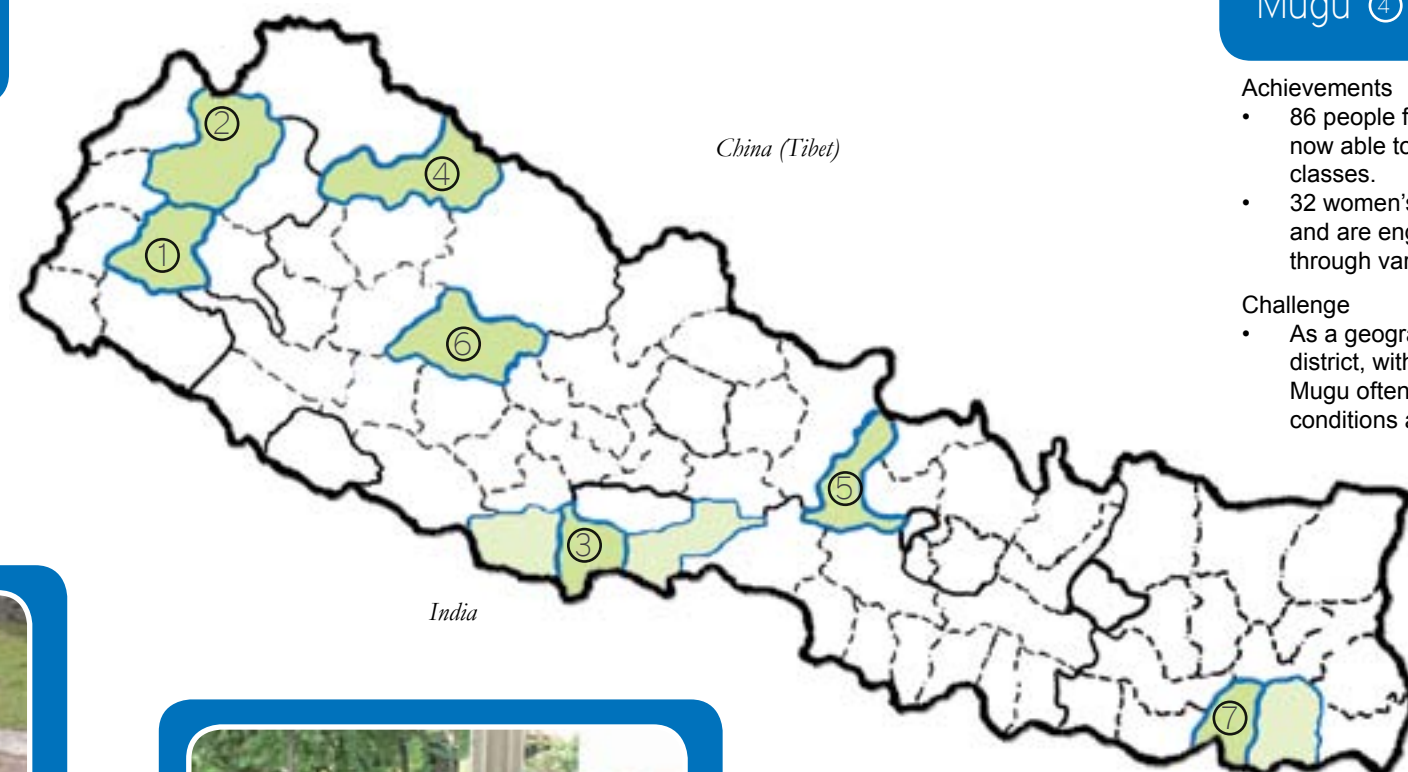 Mugu ④
Achievements
• 86 people f
now able to
classes.
• 32 women's
and are eng
through var
Challenge
• As a geogra
district, with
Mugu often
conditions a
China (Tibet)
India
②
④
①
⑥
⑤
③
⑦